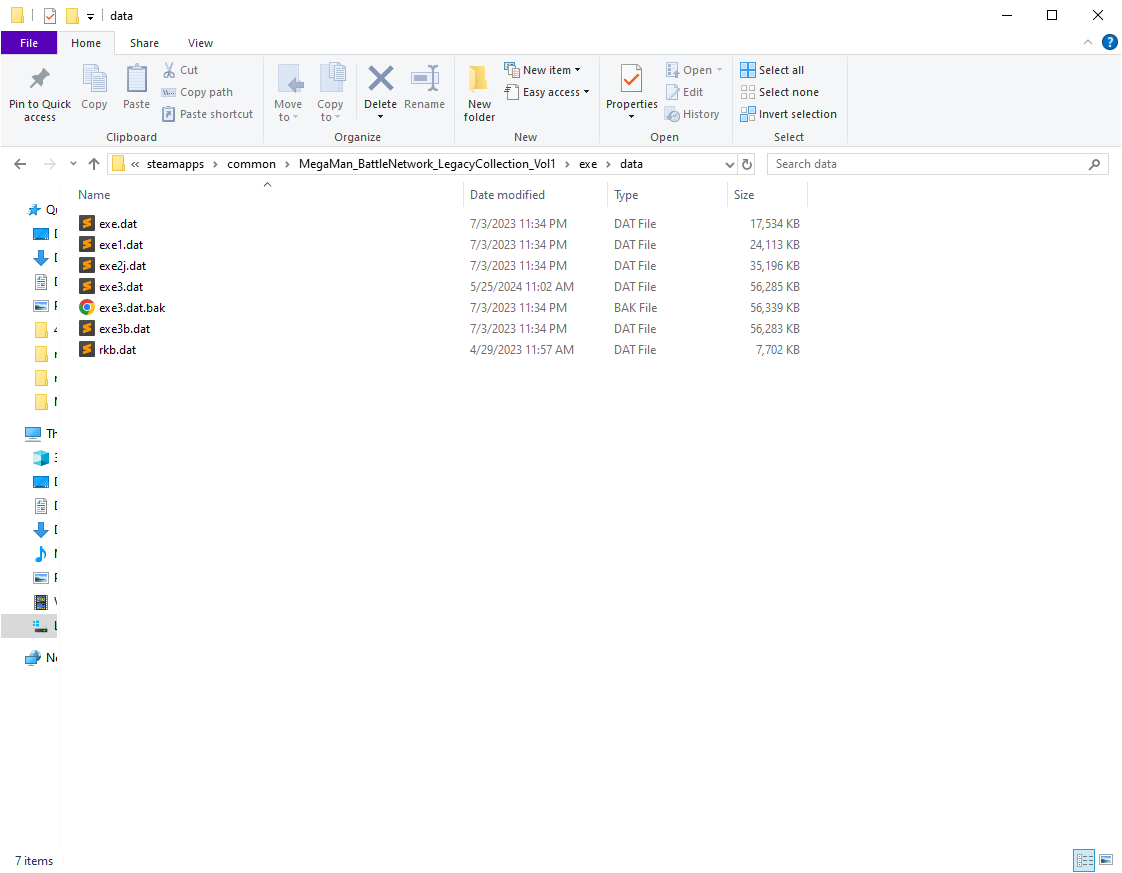 data
File Home Share View
Pin to Quick access
Copy
Paste
Cut
Copy path
Paste shortcut
Clipboard
Move to
Copy to
Delete
Rename
Organize
New folder
New item
Easy access
New
Properties
Open
Edit
History
Open
Select all
Select none
Invert selection
Select
« steamapps > common > MegaMan_BattleNetwork_LegacyCollection_Vol1 > exe > data
Search data
Name Date modified Type Size
exe.dat 7/3/2023 11:34 PM DAT File 17,534 KB
exe1.dat 7/3/2023 11:34 PM DAT File 24,113 KB
exe2j.dat 7/3/2023 11:34 PM DAT File 35,196 KB
exe3.dat 5/25/2024 11:02 AM DAT File 56,285 KB
exe3.dat.bak 7/3/2023 11:34 PM BAK File 56,339 KB
exe3b.dat 7/3/2023 11:34 PM DAT File 56,283 KB
rkb.dat 4/29/2023 11:57 AM DAT File 7,702 KB
7 items